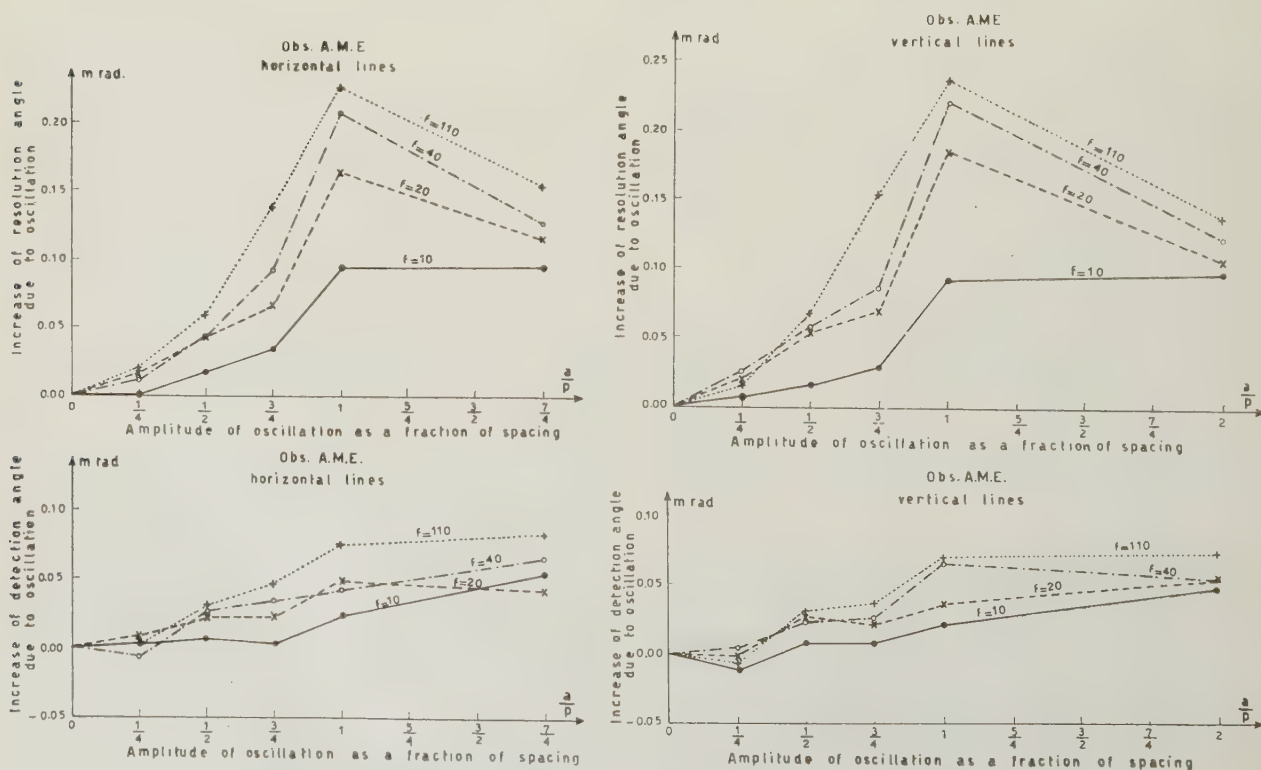 Obs. A.M.E
horizontal lines
m rad.
Increase of resolution angle
due to oscillation
0.20
0.15
0.10
0.05
0.00
f=110
f=40
f=20
f=10
a/p
0 1/4 1/2 3/4 1 5/4 3/2 7/4
Amplitude of oscillation as a fraction of spacing
Obs. A.ME
vertical lines
m rad
Increase of resolution angle
due to oscillation
0.25
0.20
0.15
0.10
0.05
0.00
f=110
f=40
f=20
f=10
a/p
0 1/4 1/2 3/4 1 5/4 3/2 7/4 2
Amplitude of oscillation as a fraction of spacing
Obs. A.M.E.
horizontal lines
m rad
Increase of detection angle
due to oscillation
0.10
0.05
0.00
-0.05
f=110
f=40
f=20
f=10
a/p
0 1/4 1/2 3/4 1 5/4 3/2 7/4
Amplitude of oscillation as a fraction of spacing
Obs. A.M.E.
vertical lines
m rad
Increase of detection angle
due to oscillation
0.10
0.05
0.00
-0.05
f=110
f=40
f=20
f=10
a/p
0 1/4 1/2 3/4 1 5/4 3/2 7/4 2
Amplitude of oscillation as a fraction of spacing